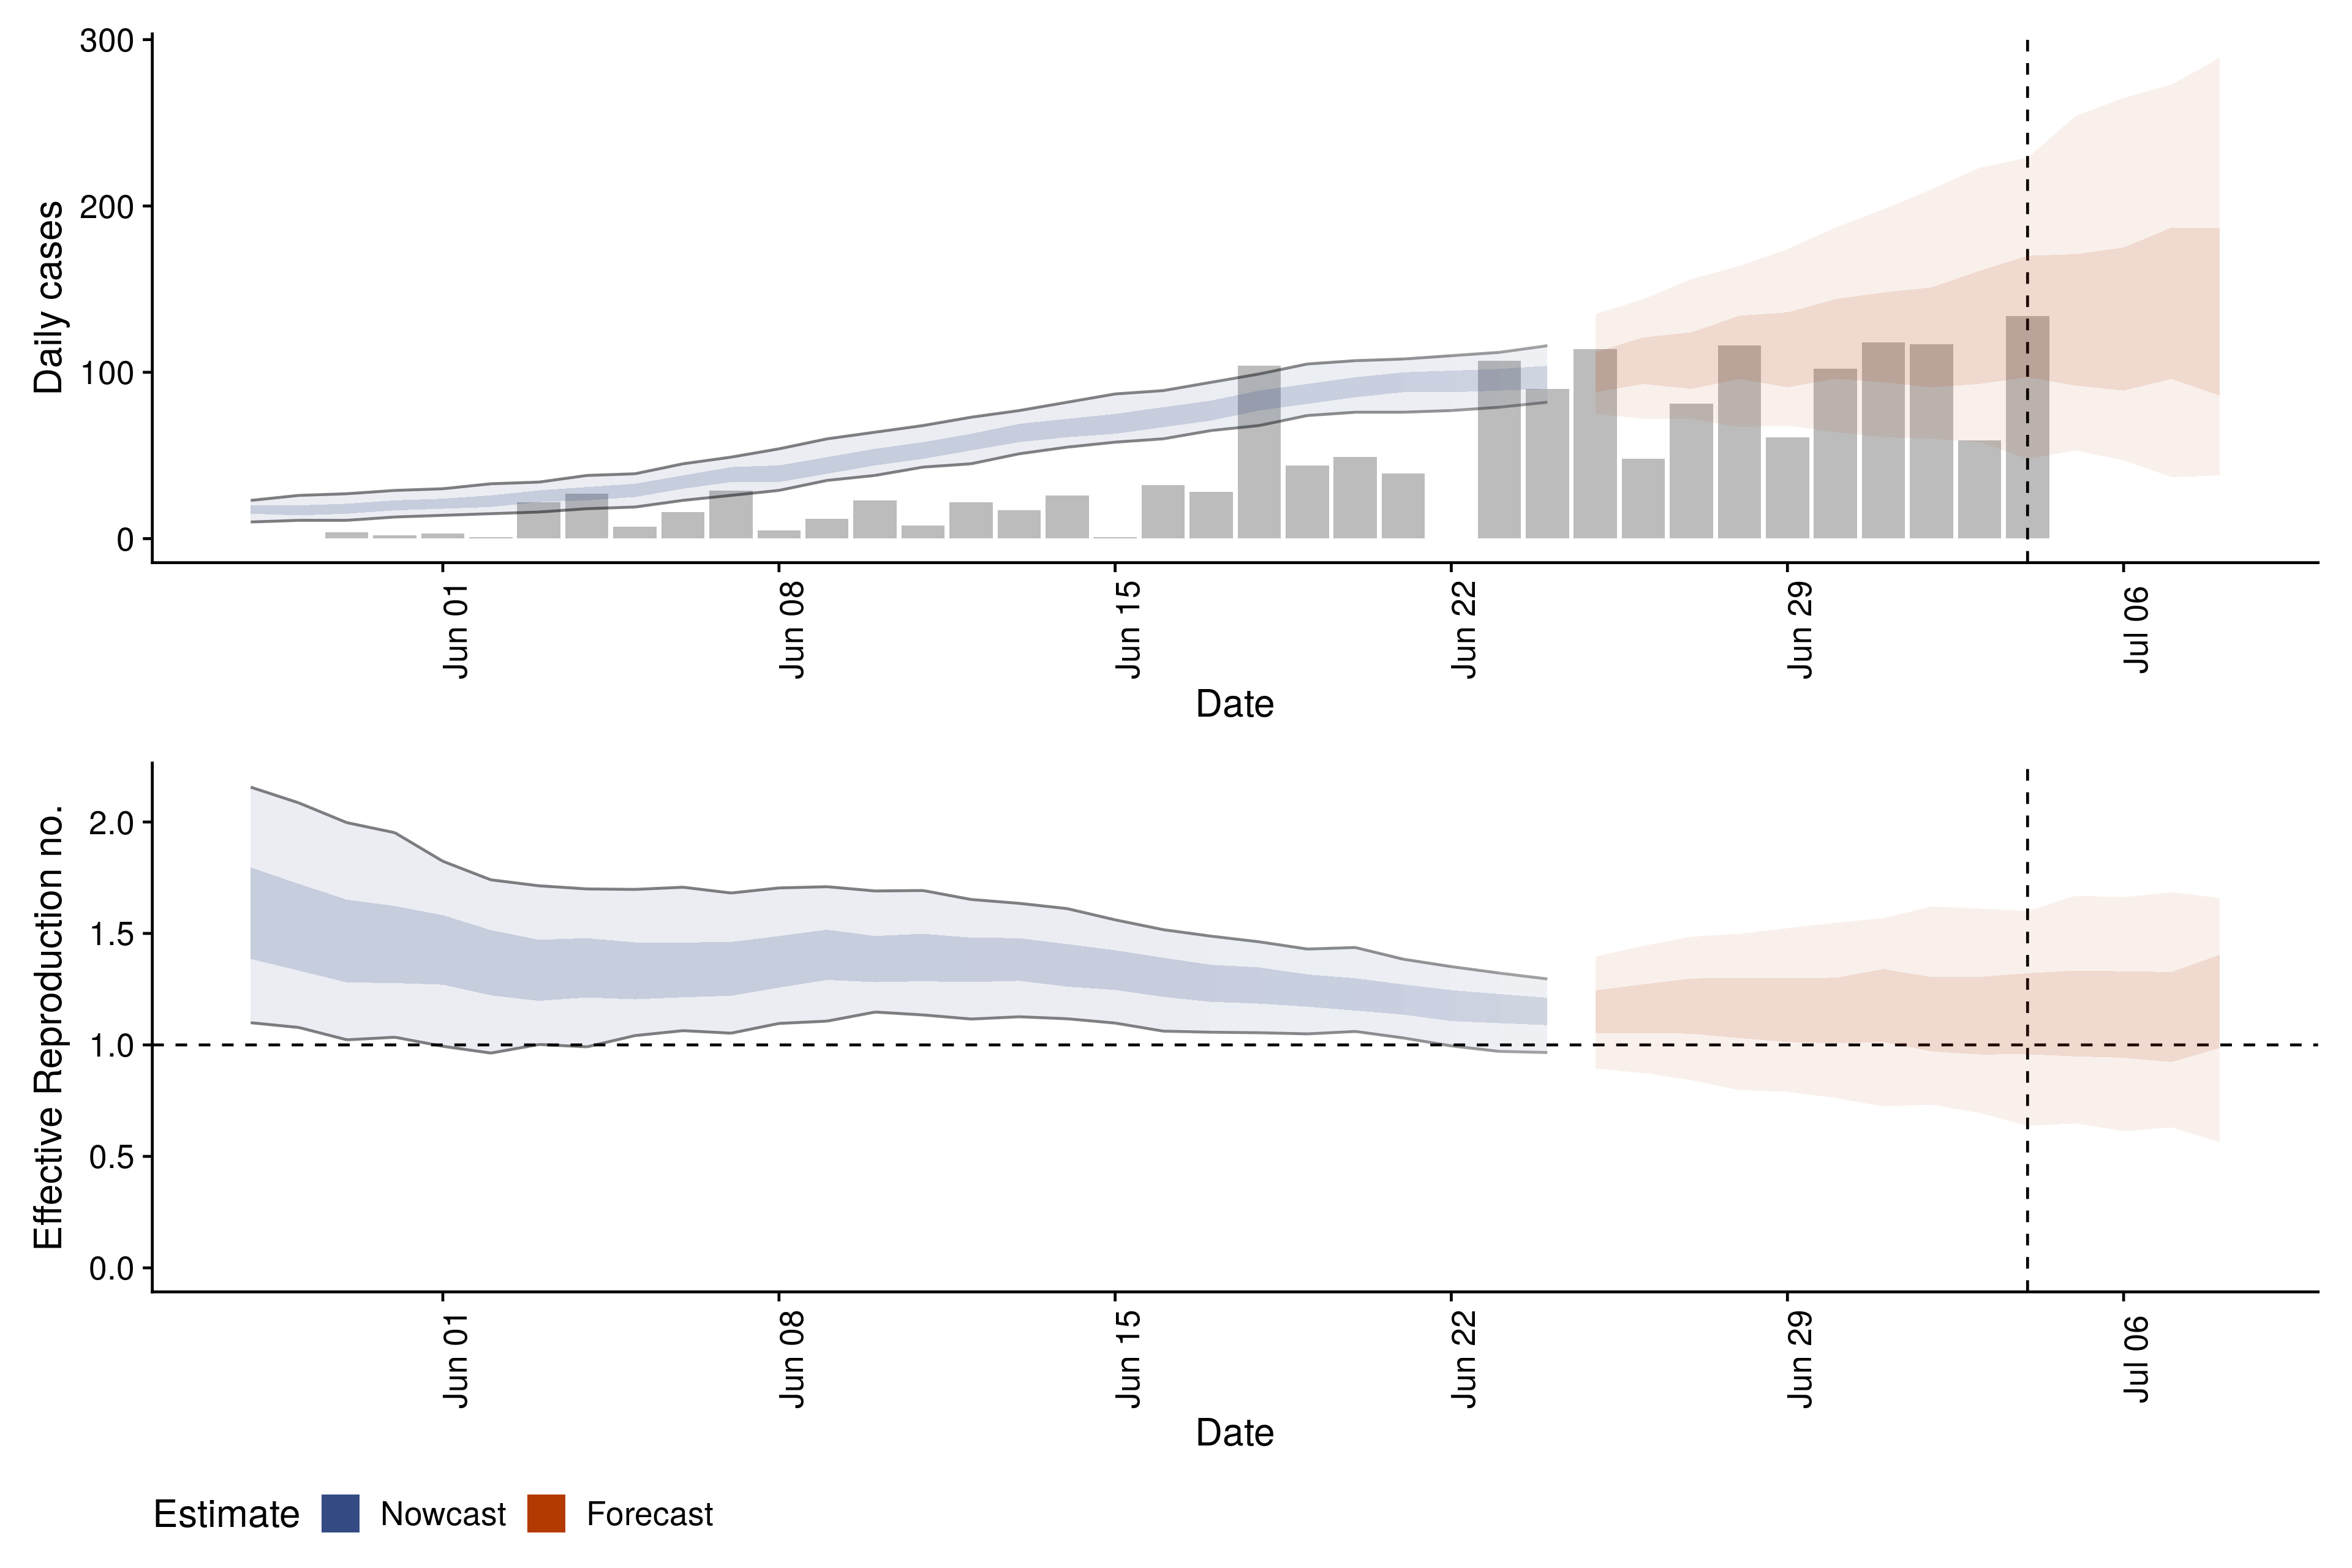 300
200
100
0
Daily cases
Jun 01
Jun 08
Jun 15
Jun 22
Jun 29
Jul 06
Date
2.0
1.5
1.0
0.5
0.0
Effective Reproduction no.
Jun 01
Jun 08
Jun 15
Jun 22
Jun 29
Jul 06
Date
Estimate Nowcast Forecast